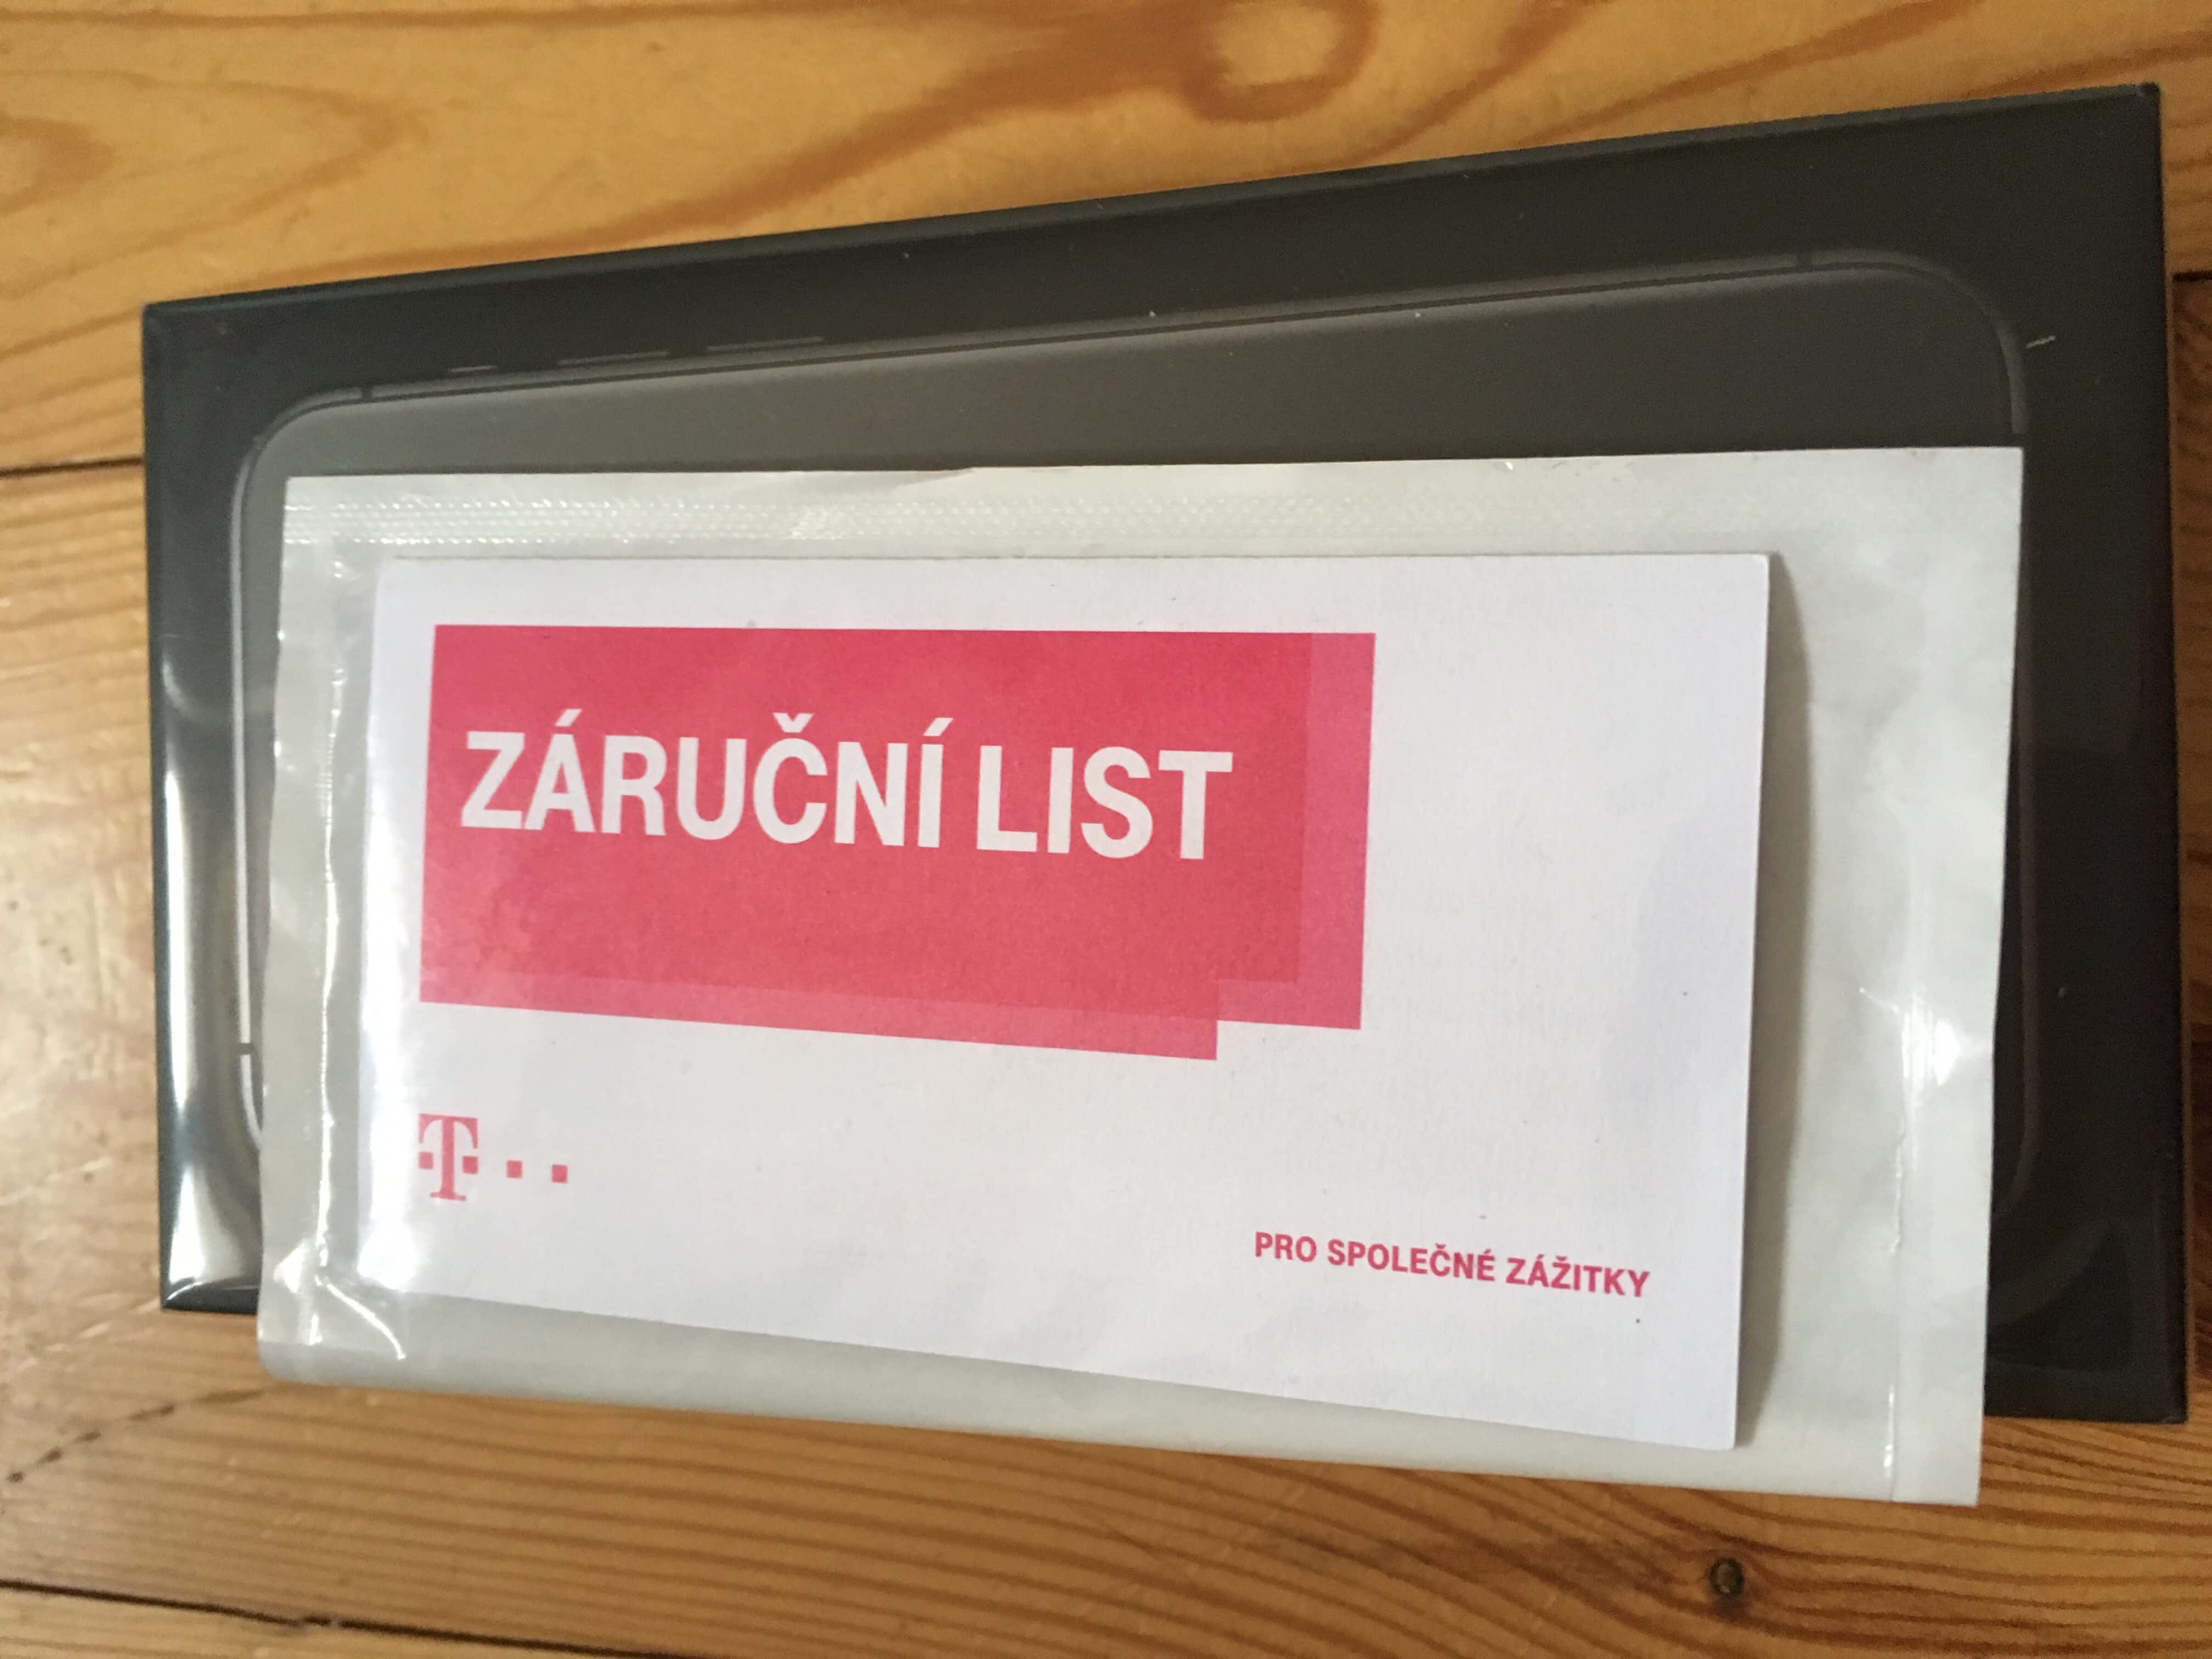 ZÁRUČNÍ LIST
T
PRO SPOLEČNÉ ZÁŽITKY